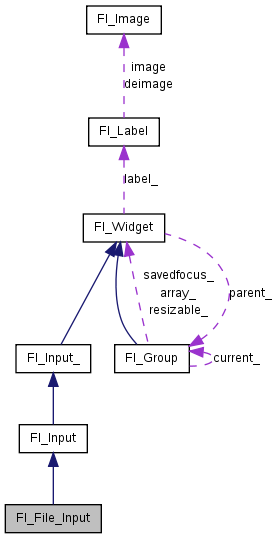 Fl_Image
image
deimage
Fl_Label
label_
Fl_Widget
savedfocus_
array_
resizable_
parent_
Fl_Input_
Fl_Group
current_
Fl_Input
Fl_File_Input